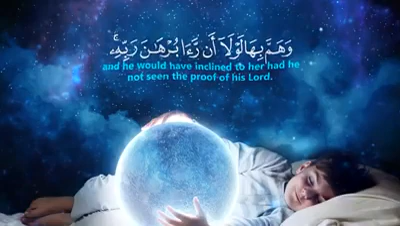 وَهَمَّ بِهَا لَوْلَآ أَن رَّءَا بُرْهَـٰنَ رَبِّهِۦ ۚ
and he would have inclined to her had he
not seen the proof of his Lord.